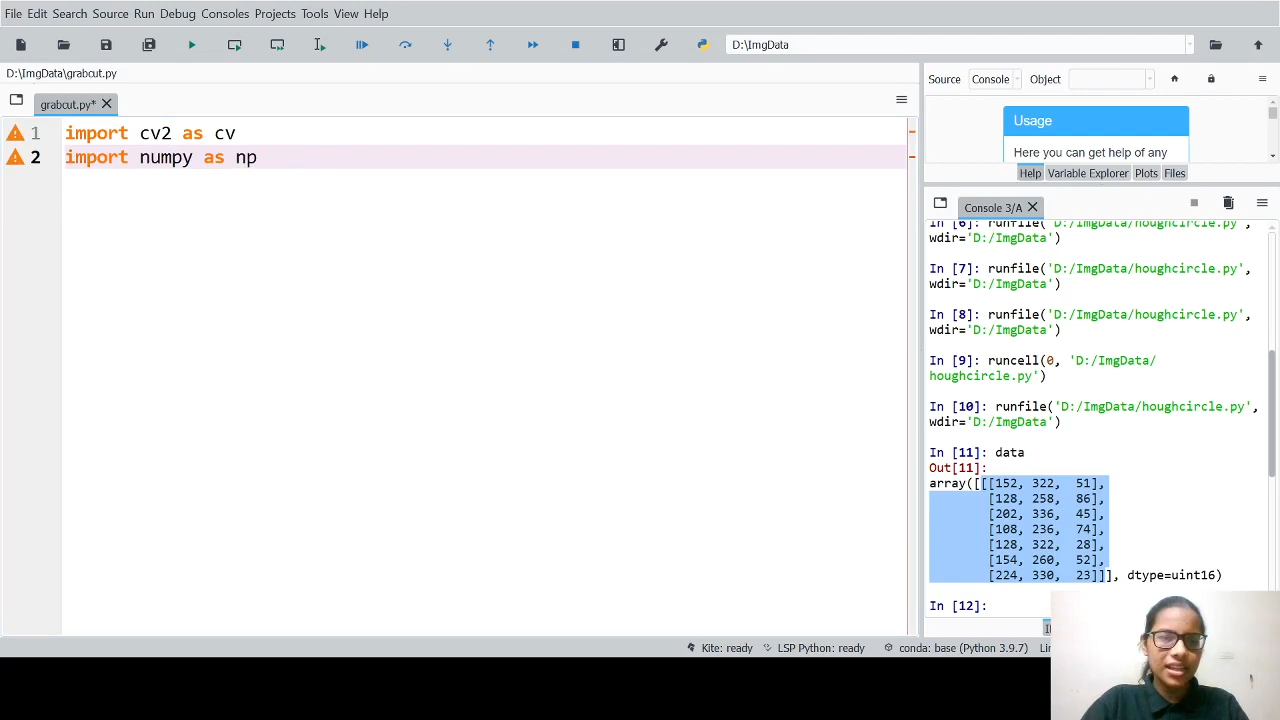 File Edit Search Source Run Debug Consoles Projects Tools View Help
D:\ImgData
D:\ImgData\grabcut.py
grabcut.py*
1 import cv2 as cv
2 import numpy as np
Source Console Object
Usage
Here you can get help of any
Help Variable Explorer Plots Files
Console 3/A
In [6]: runfile('D:/ImgData/houghcircle.py',
wdir='D:/ImgData')
In [7]: runfile('D:/ImgData/houghcircle.py',
wdir='D:/ImgData')
In [8]: runfile('D:/ImgData/houghcircle.py',
wdir='D:/ImgData')
In [9]: runcell(0, 'D:/ImgData/
houghcircle.py')
In [10]: runfile('D:/ImgData/houghcircle.py',
wdir='D:/ImgData')
In [11]: data
Out[11]:
array([[[152, 322, 51],
[128, 258, 86],
[202, 336, 45],
[108, 236, 74],
[128, 322, 28],
[154, 260, 52],
[224, 330, 23]]], dtype=uint16)
In [12]:
Kite: ready LSP Python: ready conda: base (Python 3.9.7)